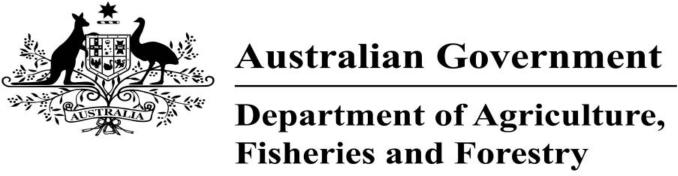 Australian Government
Department of Agriculture,
Fisheries and Forestry
AUSTRALIA